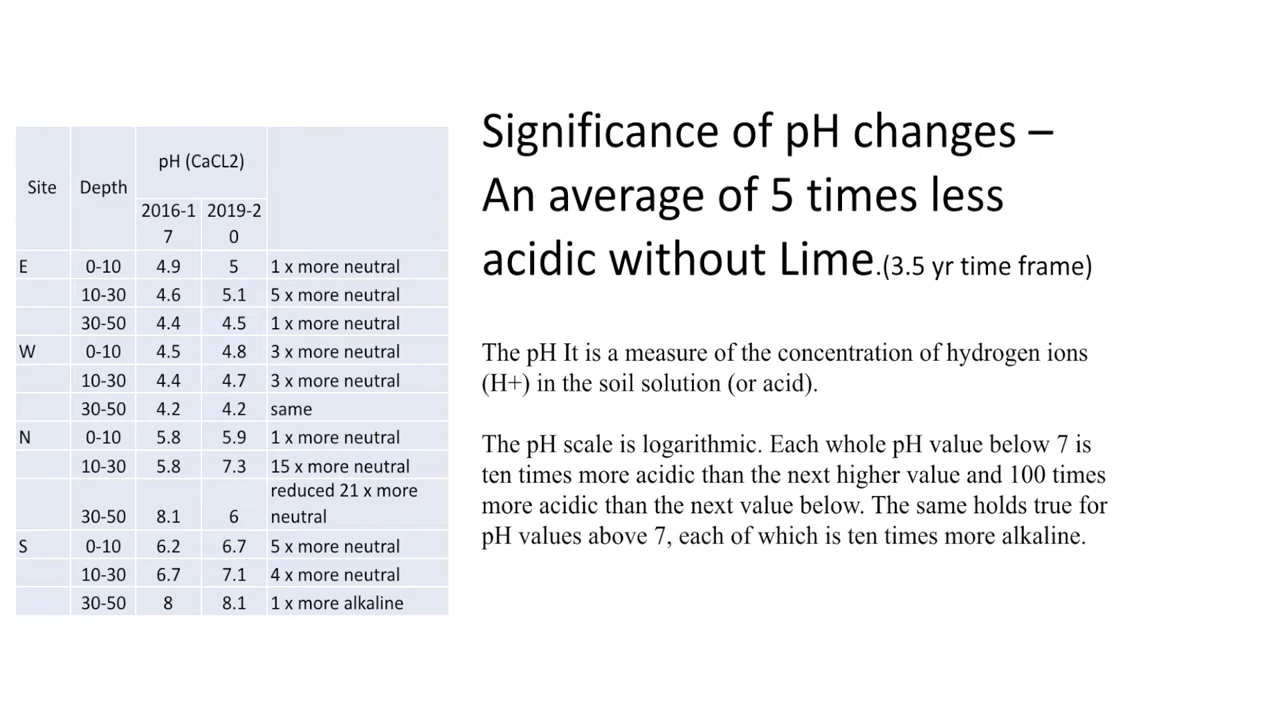 Significance of pH changes –
An average of 5 times less
acidic without Lime.(3.5 yr time frame)
The pH It is a measure of the concentration of hydrogen ions
(H+) in the soil solution (or acid).
The pH scale is logarithmic. Each whole pH value below 7 is
ten times more acidic than the next higher value and 100 times
more acidic than the next value below. The same holds true for
pH values above 7, each of which is ten times more alkaline.
Site Depth pH (CaCL2)
2016-1 2019-2
7 0
E 0-10 4.9 5 1 x more neutral
10-30 4.6 5.1 5 x more neutral
30-50 4.4 4.5 1 x more neutral
W 0-10 4.5 4.8 3 x more neutral
10-30 4.4 4.7 3 x more neutral
30-50 4.2 4.2 same
N 0-10 5.8 5.9 1 x more neutral
10-30 5.8 7.3 15 x more neutral
reduced 21 x more
30-50 8.1 6 neutral
S 0-10 6.2 6.7 5 x more neutral
10-30 6.7 7.1 4 x more neutral
30-50 8 8.1 1 x more alkaline